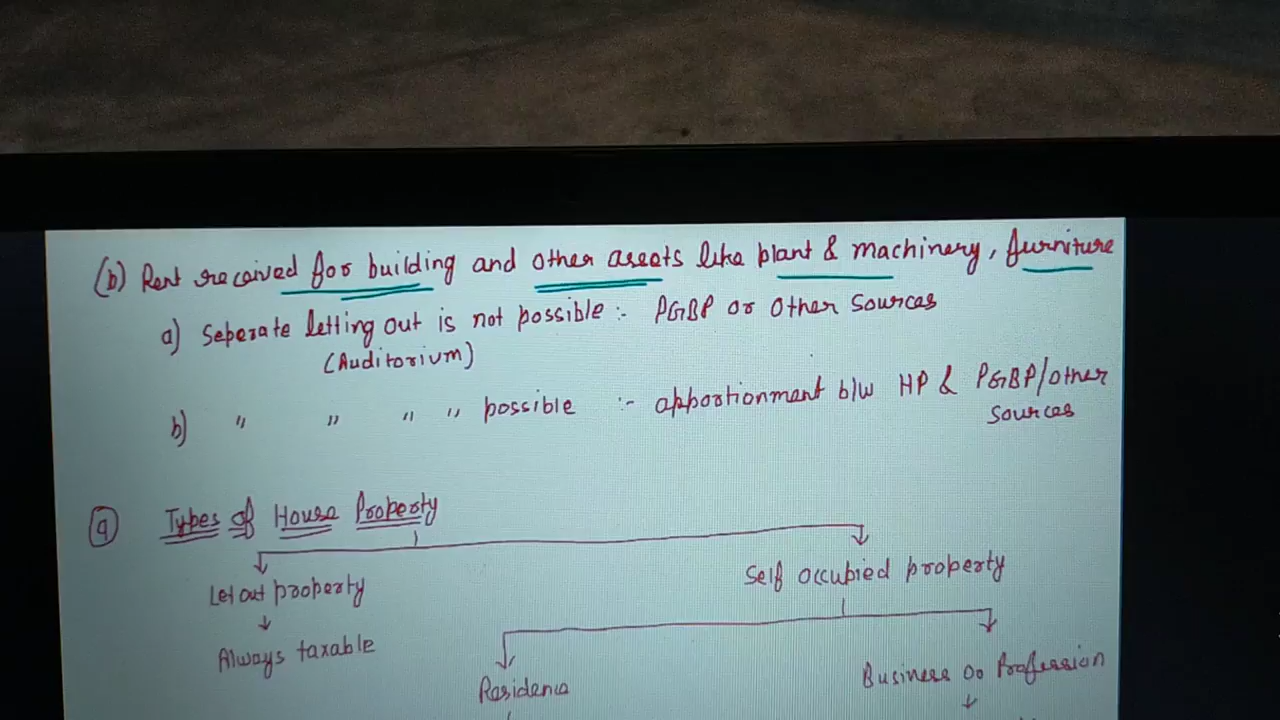 (b) Rent received for building and other assets like plant & machinery, furniture
a) Seperate letting out is not possible :- PGBP or Other Sources
(Auditorium)
b) " " " " possible :- apportionment b/w HP & PGBP/other
Sources
9 Types of House Property
Let out property
Self occupied property
Always taxable
Residence
Business or Profession